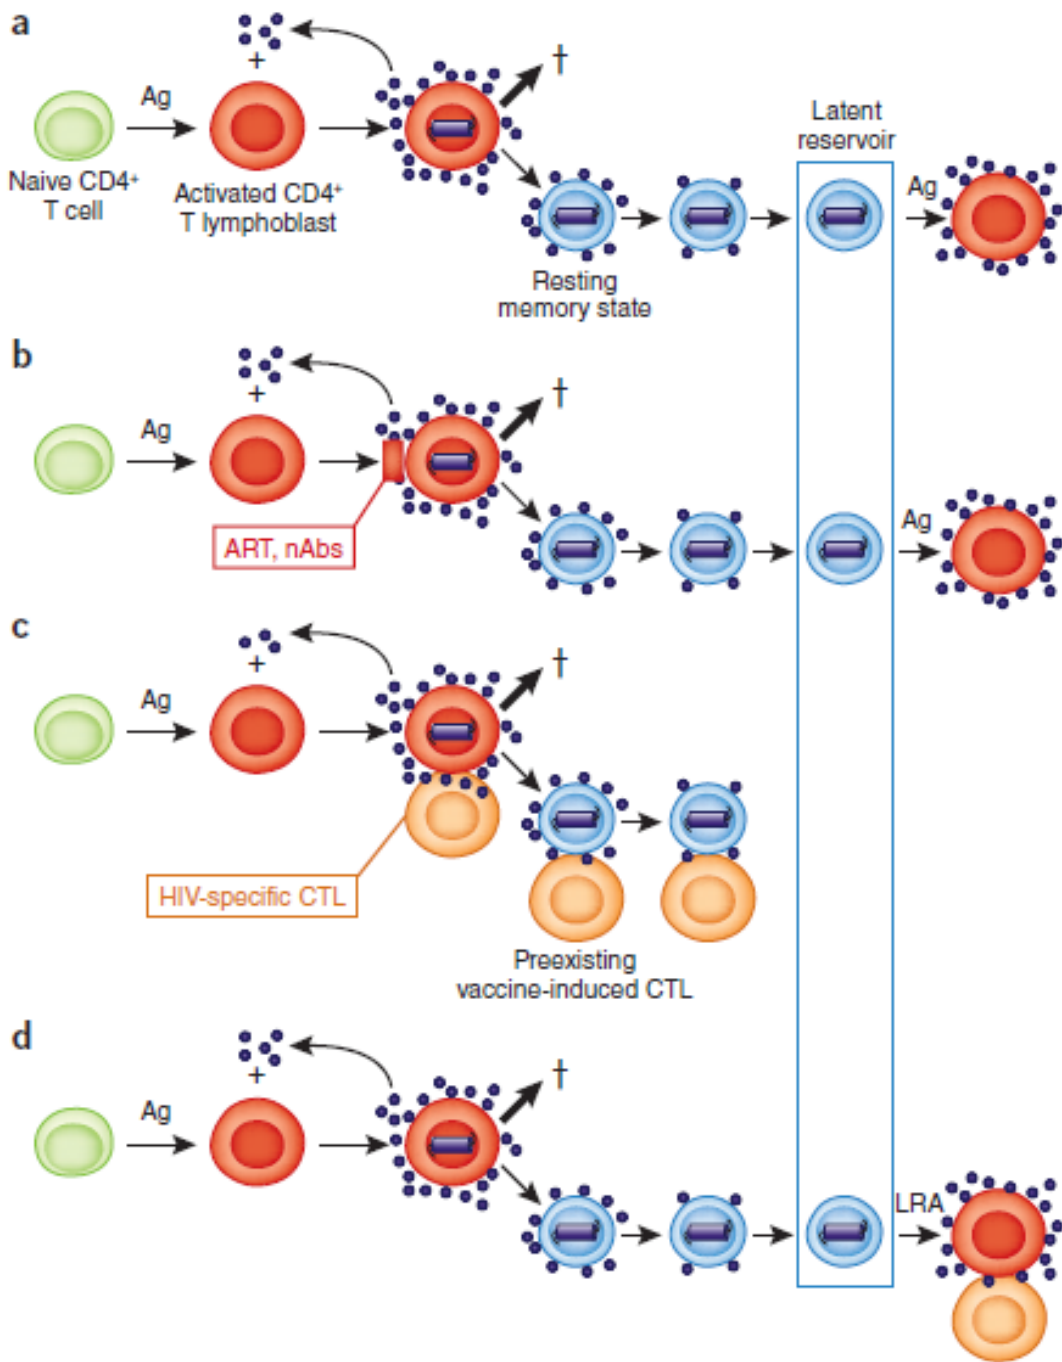 a
+
†
Ag
Naive CD4⁺
T cell
Activated CD4⁺
T lymphoblast
Resting
memory state
Latent
reservoir
Ag
b
+
†
Ag
ART, nAbs
Ag
c
+
†
Ag
HIV-specific CTL
Preexisting
vaccine-induced CTL
d
+
†
Ag
LRA